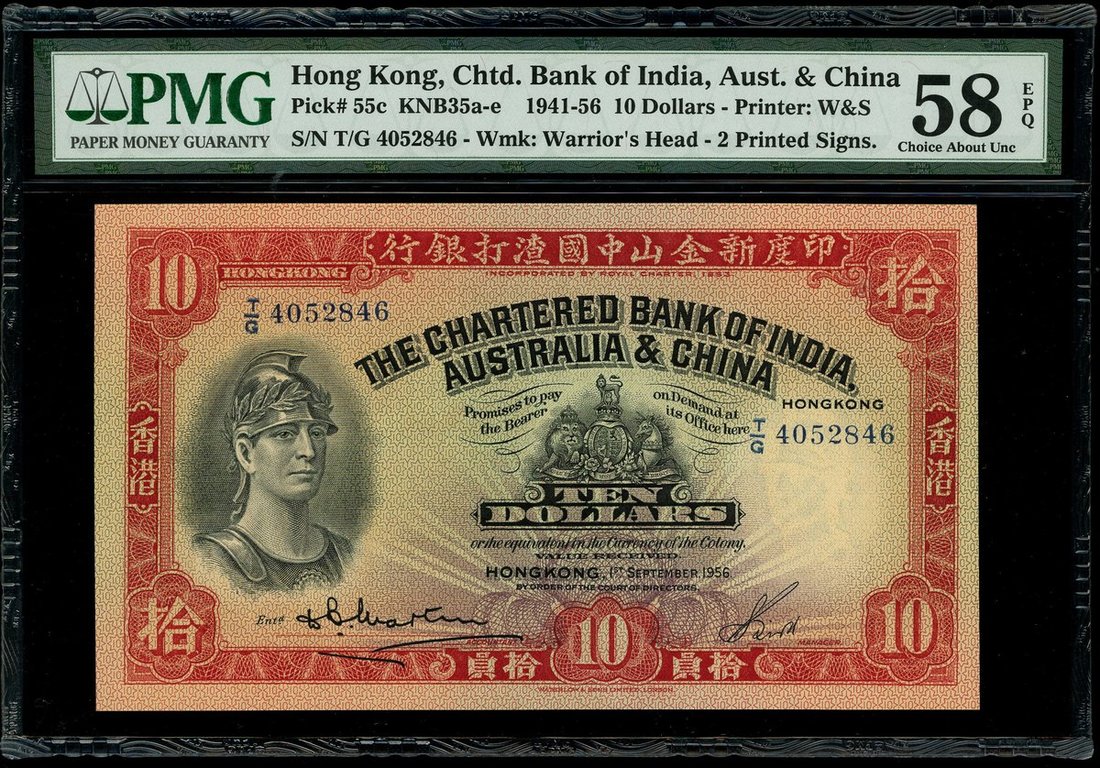 PMG
PAPER MONEY GUARANTY
Hong Kong, Chtd. Bank of India, Aust. & China
Pick# 55c KNB35a-e 1941-56 10 Dollars - Printer: W&S
S/N T/G 4052846 - Wmk: Warrior's Head - 2 Printed Signs.
58
EPQ
Choice About Unc
行銀打渣國中山金新度印
10
HONGKONG
INCORPORATED BY ROYAL CHARTER, 1853
拾
T/G 4052846
THE CHARTERED BANK OF INDIA,
AUSTRALIA & CHINA
Promises to pay
the Bearer
on Demand at
its Office here
HONGKONG
T/G 4052846
香港
香港
TEN
DOLLARS
or the equivalent in the Currency of the Colony,
VALUE RECEIVED.
HONGKONG, 1ST SEPTEMBER 1956
BY ORDER OF THE COURT OF DIRECTORS.
Entd
MANAGER
拾
員拾
10
員拾
10
WATERLOW & SONS LIMITED, LONDON.